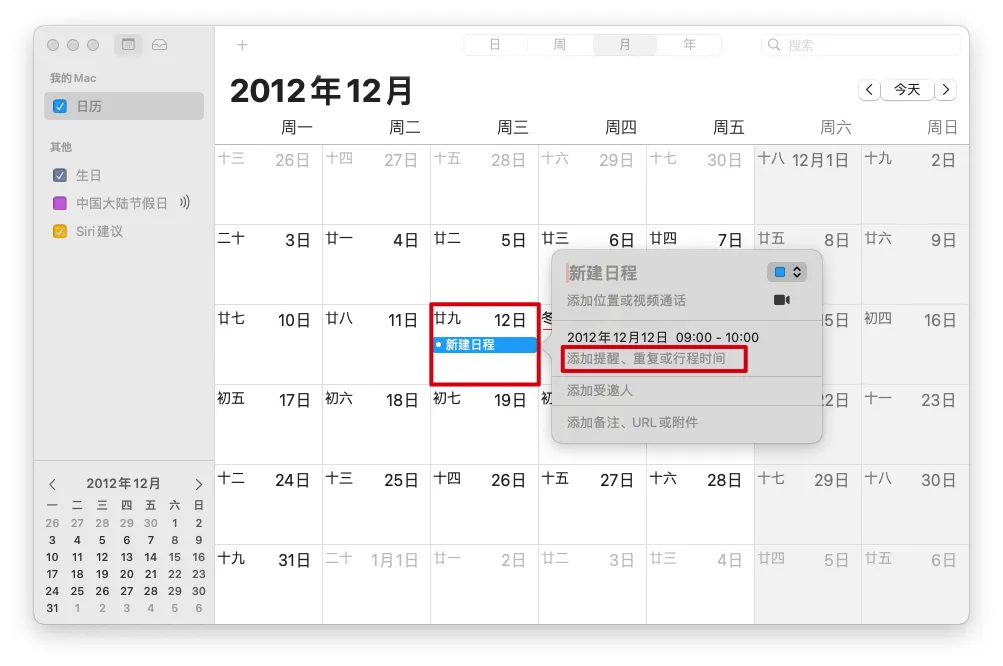 我的 Mac
日历
其他
生日
中国大陆节假日
Siri 建议
2012年12月
一 二 三 四 五 六 日
26 27 28 29 30 1 2
3 4 5 6 7 8 9
10 11 12 13 14 15 16
17 18 19 20 21 22 23
24 25 26 27 28 29 30
31 1 2 3 4 5 6
日 周 月 年 搜索
2012年12月
今天
周一 周二 周三 周四 周五 周六 周日
十三 26日 十四 27日 十五 28日 十六 29日 十七 30日 十八 12月1日 十九 2日
二十 3日 廿一 4日 廿二 5日 廿三 6日 廿四 7日 廿五 8日 廿六 9日
廿七 10日 廿八 11日 廿九 12日 冬 15日 初四 16日
新建日程
初五 17日 初六 18日 初七 19日 初 22日 十一 23日
十二 24日 十三 25日 十四 26日 十五 27日 十六 28日 十七 29日 十八 30日
十九 31日 二十 1月1日 廿一 2日 廿二 3日 廿三 4日 廿四 5日 廿五 6日
新建日程
添加位置或视频通话
2012年12月12日 09:00 - 10:00
添加提醒、重复或行程时间
添加受邀人
添加备注、URL 或附件